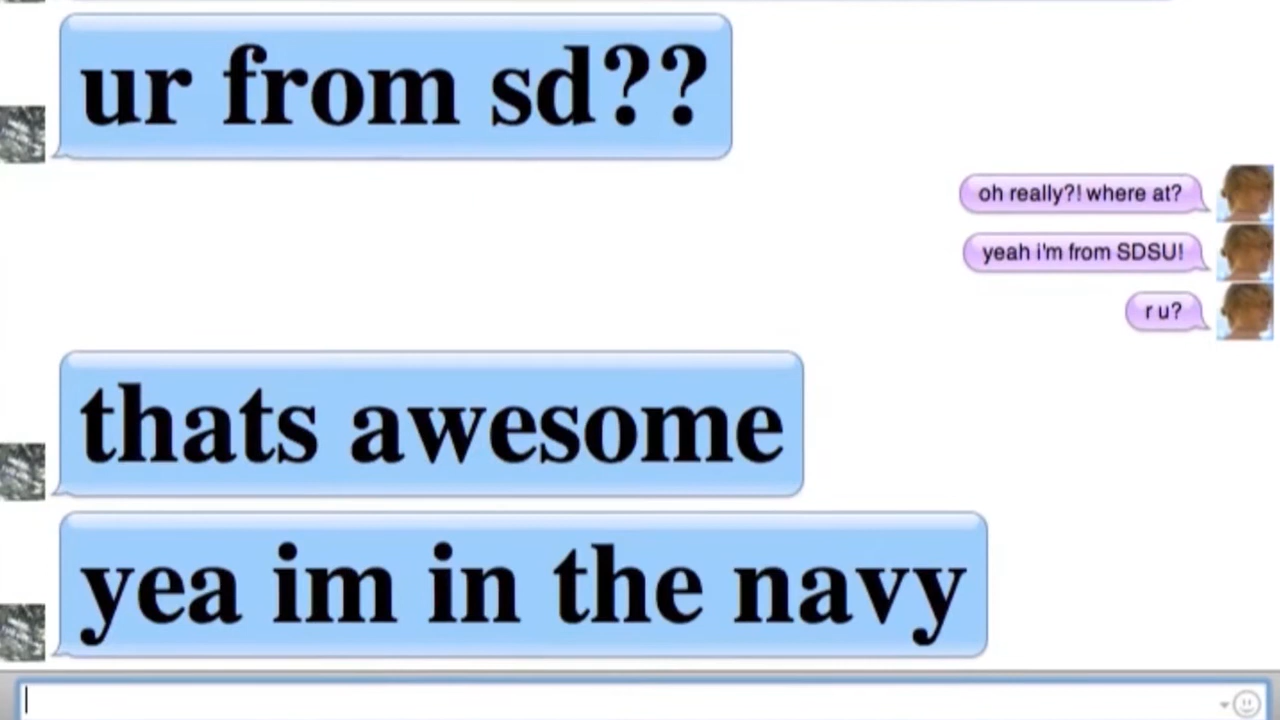 ur from sd??
oh really?! where at?
yeah i'm from SDSU!
r u?
thats awesome
yea im in the navy